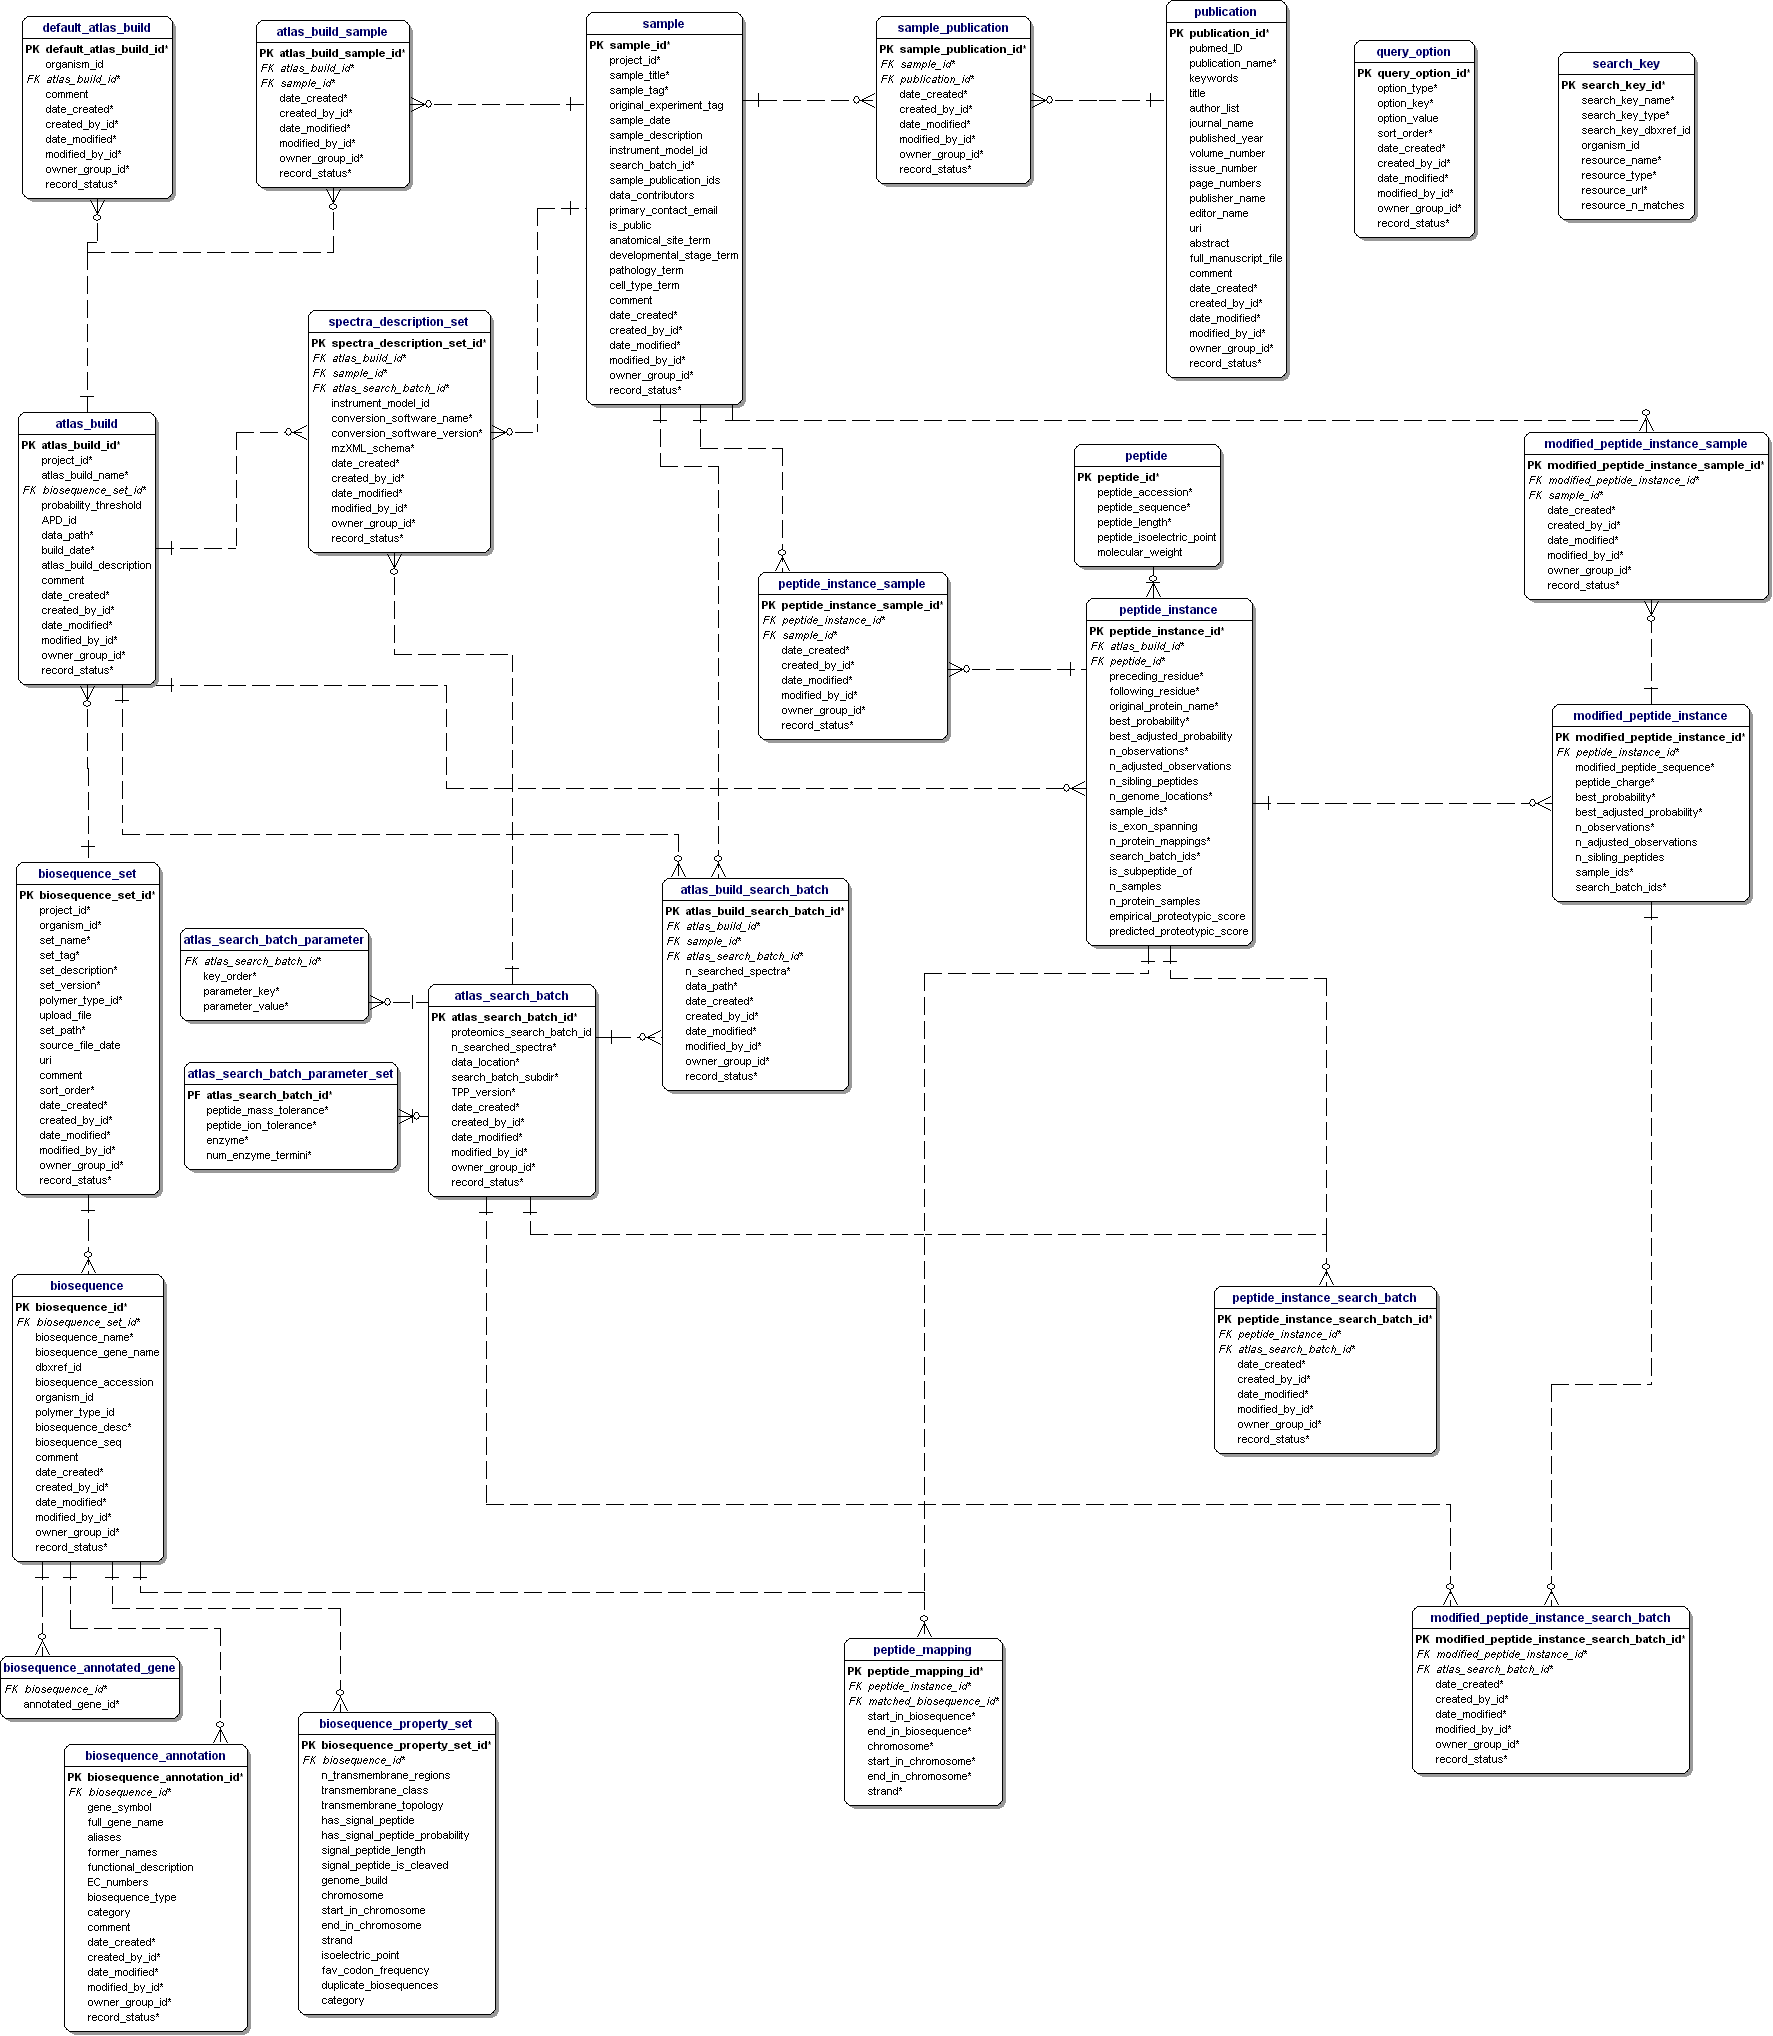 default_atlas_build
PK default_atlas_build_id*
organism_id
FK atlas_build_id*
comment
date_created*
created_by_id*
date_modified*
modified_by_id*
owner_group_id*
record_status*
atlas_build_sample
PK atlas_build_sample_id*
FK atlas_build_id*
FK sample_id*
date_created*
created_by_id*
date_modified*
modified_by_id*
owner_group_id*
record_status*
sample
PK sample_id*
project_id*
sample_title*
sample_tag*
original_experiment_tag
sample_date
sample_description
instrument_model_id
search_batch_id*
sample_publication_ids
data_contributors
primary_contact_email
is_public
anatomical_site_term
developmental_stage_term
pathology_term
cell_type_term
comment
date_created*
created_by_id*
date_modified*
modified_by_id*
owner_group_id*
record_status*
sample_publication
PK sample_publication_id*
FK sample_id*
FK publication_id*
date_created*
created_by_id*
date_modified*
modified_by_id*
owner_group_id*
record_status*
publication
PK publication_id*
pubmed_ID
publication_name*
keywords
title
author_list
journal_name
published_year
volume_number
issue_number
page_numbers
publisher_name
editor_name
uri
abstract
full_manuscript_file
comment
date_created*
created_by_id*
date_modified*
modified_by_id*
owner_group_id*
record_status*
query_option
PK query_option_id*
option_type*
option_key*
option_value
sort_order*
date_created*
created_by_id*
date_modified*
modified_by_id*
owner_group_id*
record_status*
search_key
PK search_key_id*
search_key_name*
search_key_type*
search_key_dbxref_id
organism_id
resource_name*
resource_type*
resource_url*
resource_n_matches
spectra_description_set
PK spectra_description_set_id*
FK atlas_build_id*
FK sample_id*
FK atlas_search_batch_id*
instrument_model_id
conversion_software_name*
conversion_software_version*
mzXML_schema*
date_created*
created_by_id*
date_modified*
modified_by_id*
owner_group_id*
record_status*
atlas_build
PK atlas_build_id*
project_id*
atlas_build_name*
FK biosequence_set_id*
probability_threshold
APD_id
data_path*
build_date*
atlas_build_description
comment
date_created*
created_by_id*
date_modified*
modified_by_id*
owner_group_id*
record_status*
peptide
PK peptide_id*
peptide_accession*
peptide_sequence*
peptide_length*
peptide_isoelectric_point
molecular_weight
modified_peptide_instance_sample
PK modified_peptide_instance_sample_id*
FK modified_peptide_instance_id*
FK sample_id*
date_created*
created_by_id*
date_modified*
modified_by_id*
owner_group_id*
record_status*
peptide_instance_sample
PK peptide_instance_sample_id*
FK peptide_instance_id*
FK sample_id*
date_created*
created_by_id*
date_modified*
modified_by_id*
owner_group_id*
record_status*
peptide_instance
PK peptide_instance_id*
FK atlas_build_id*
FK peptide_id*
preceding_residue*
following_residue*
original_protein_name*
best_probability*
best_adjusted_probability
n_observations*
n_adjusted_observations
n_sibling_peptides
n_genome_locations*
sample_ids*
is_exon_spanning
n_protein_mappings*
search_batch_ids*
is_subpeptide_of
n_samples
n_protein_samples
empirical_proteotypic_score
predicted_proteotypic_score
modified_peptide_instance
PK modified_peptide_instance_id*
FK peptide_instance_id*
modified_peptide_sequence*
peptide_charge*
best_probability*
best_adjusted_probability*
n_observations*
n_adjusted_observations
n_sibling_peptides
sample_ids*
search_batch_ids*
biosequence_set
PK biosequence_set_id*
project_id*
organism_id*
set_name*
set_tag*
set_description*
set_version*
polymer_type_id*
upload_file
set_path*
source_file_date
uri
comment
sort_order*
date_created*
created_by_id*
date_modified*
modified_by_id*
owner_group_id*
record_status*
atlas_search_batch_parameter
FK atlas_search_batch_id*
key_order*
parameter_key*
parameter_value*
atlas_search_batch_parameter_set
PF atlas_search_batch_id*
peptide_mass_tolerance*
peptide_ion_tolerance*
enzyme*
num_enzyme_termini*
atlas_search_batch
PK atlas_search_batch_id*
proteomics_search_batch_id
n_searched_spectra*
data_location*
search_batch_subdir*
TPP_version*
date_created*
created_by_id*
date_modified*
modified_by_id*
owner_group_id*
record_status*
atlas_build_search_batch
PK atlas_build_search_batch_id*
FK atlas_build_id*
FK sample_id*
FK atlas_search_batch_id*
n_searched_spectra*
data_path*
date_created*
created_by_id*
date_modified*
modified_by_id*
owner_group_id*
record_status*
biosequence
PK biosequence_id*
FK biosequence_set_id*
biosequence_name*
biosequence_gene_name
dbxref_id
biosequence_accession
organism_id
polymer_type_id
biosequence_desc*
biosequence_seq
comment
date_created*
created_by_id*
date_modified*
modified_by_id*
owner_group_id*
record_status*
peptide_instance_search_batch
PK peptide_instance_search_batch_id*
FK peptide_instance_id*
FK atlas_search_batch_id*
date_created*
created_by_id*
date_modified*
modified_by_id*
owner_group_id*
record_status*
biosequence_annotated_gene
FK biosequence_id*
annotated_gene_id*
biosequence_annotation
PK biosequence_annotation_id*
FK biosequence_id*
gene_symbol
full_gene_name
aliases
former_names
functional_description
EC_numbers
biosequence_type
category
comment
date_created*
created_by_id*
date_modified*
modified_by_id*
owner_group_id*
record_status*
biosequence_property_set
PK biosequence_property_set_id*
FK biosequence_id*
n_transmembrane_regions
transmembrane_class
transmembrane_topology
has_signal_peptide
has_signal_peptide_probability
signal_peptide_length
signal_peptide_is_cleaved
genome_build
chromosome
start_in_chromosome
end_in_chromosome
strand
isoelectric_point
fav_codon_frequency
duplicate_biosequences
category
peptide_mapping
PK peptide_mapping_id*
FK peptide_instance_id*
FK matched_biosequence_id*
start_in_biosequence*
end_in_biosequence*
chromosome*
start_in_chromosome*
end_in_chromosome*
strand*
modified_peptide_instance_search_batch
PK modified_peptide_instance_search_batch_id*
FK modified_peptide_instance_id*
FK atlas_search_batch_id*
date_created*
created_by_id*
date_modified*
modified_by_id*
owner_group_id*
record_status*